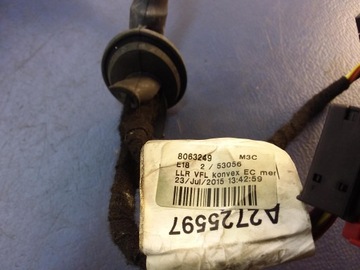 8063249 M3C
E18 2 / 53056
LLR VFL konvex EC mer
23/Jul/2015 13:42:59
A2725597